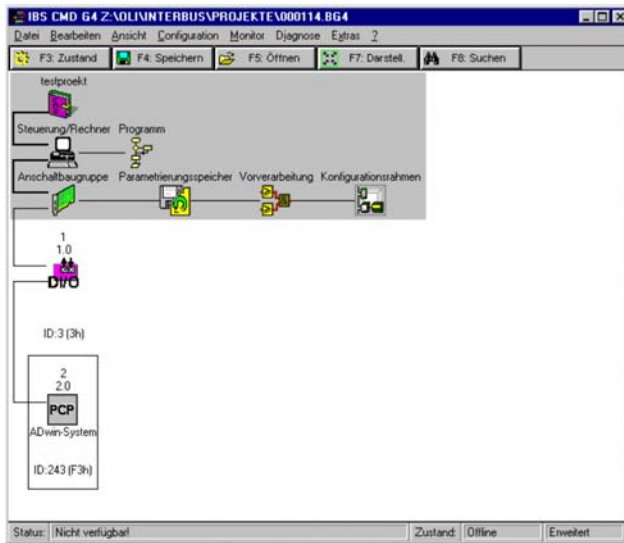 IBS CMD G4 Z:\OLI\INTERBUS\PROJEKTE\000114.BG4
Datei Bearbeiten Ansicht Configuration Monitor Diagnose Extras ?
F3: Zustand F4: Speichern F5: Öffnen F7: Darstell. F8: Suchen
testproekt
Steuerung/Rechner Programm
Anschaltbaugruppe Parametrierungsspeicher Vorverarbeitung Konfigurationsrahmen
1
1.0
DI/O
ID:3 (3h)
2
2.0
PCP
ADwin-System
ID:243 (F3h)
Status: Nicht verfügbar! Zustand: Offline Erweitert